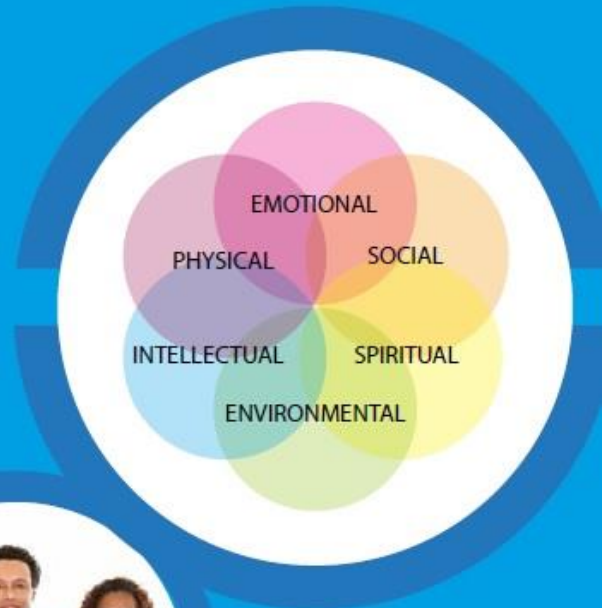 EMOTIONAL
PHYSICAL
SOCIAL
INTELLECTUAL
SPIRITUAL
ENVIRONMENTAL